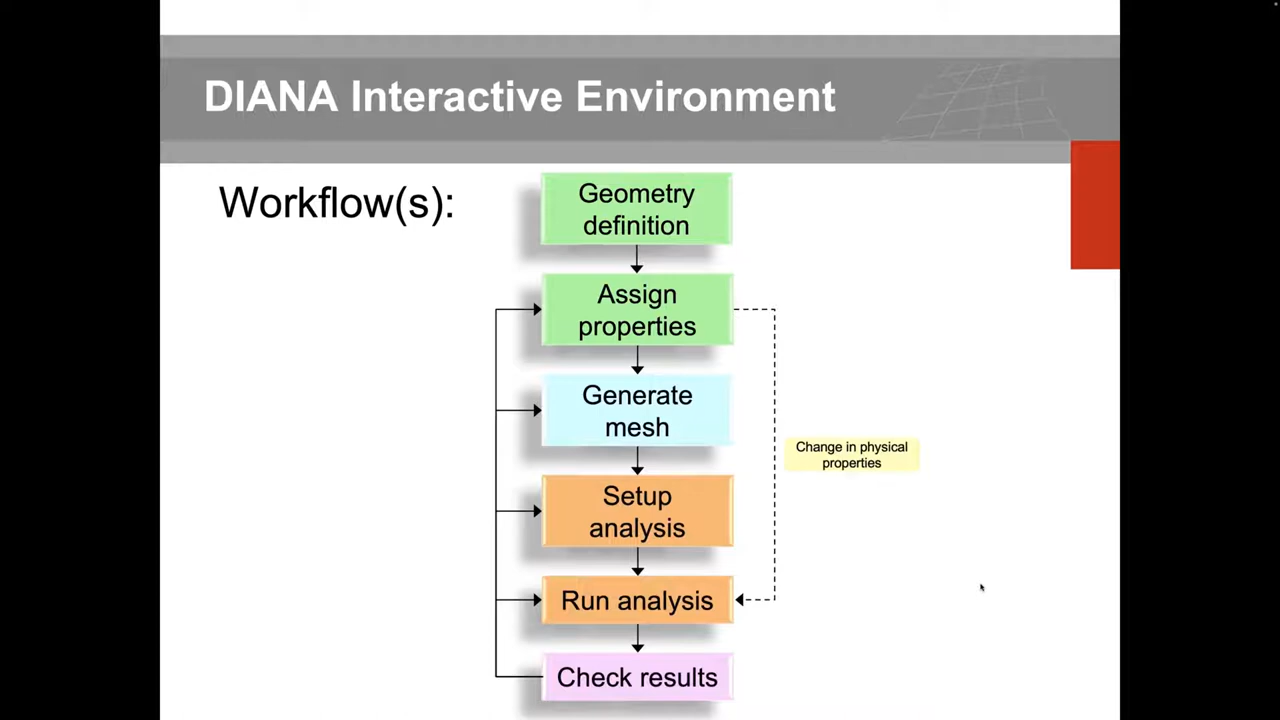 DIANA Interactive Environment
Workflow(s):
Geometry
definition
Assign
properties
Generate
mesh
Change in physical
properties
Setup
analysis
Run analysis
Check results